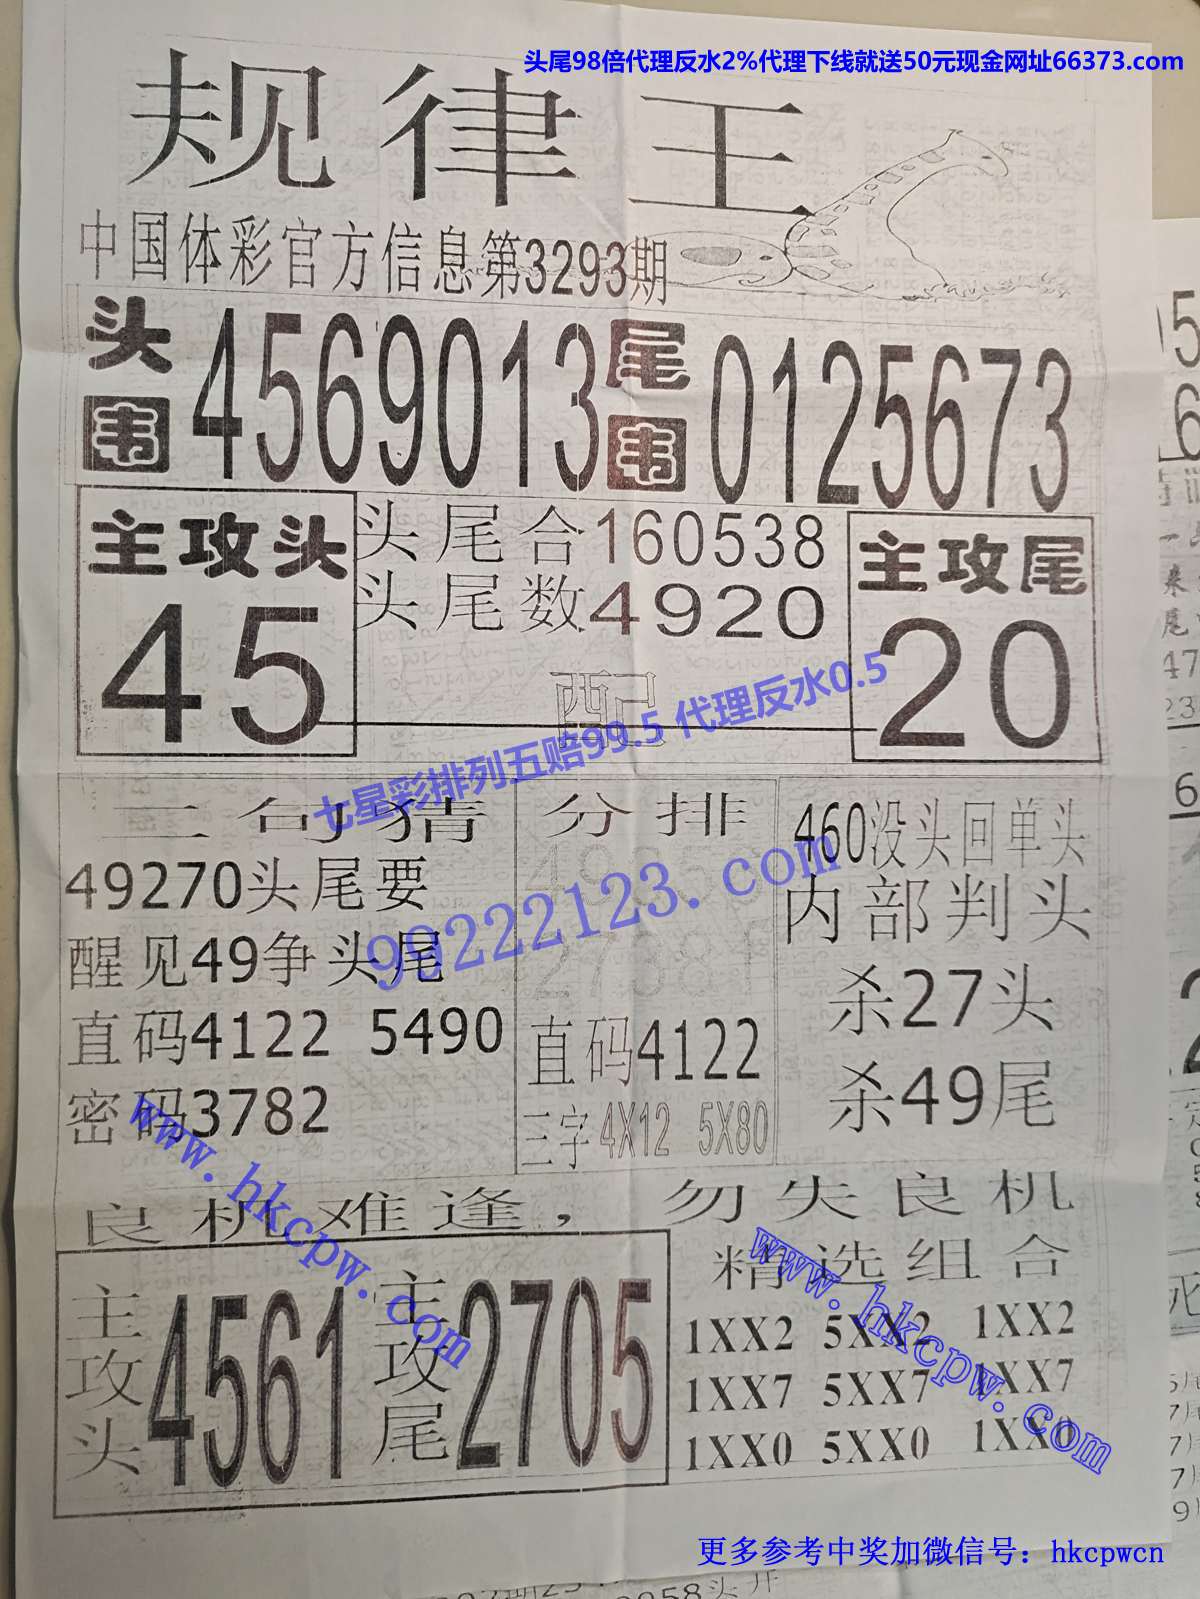 头尾98倍代理反水2%代理下线就送50元现金网址66373.com
规律王
中国体彩官方信息第3293期
头围 4569013 尾围 0125673
主攻头 头尾合160538 主攻尾
45 头尾数4920 20
配
七星彩排列五赔99.5 代理反水0.5
三句猜
49270头尾要
醒见49争头尾
直码4122 5490
密码3782
分排
直码4122
三字 4X12 5X80
460没头回单头
内部判头
杀27头
杀49尾
99222123.com
良机难逢，勿失良机
www.hkcpw.com
主攻头 4561 主攻尾 2705
精选组合
1XX2 5XX2 1XX2
1XX7 5XX7 1XX7
1XX0 5XX0 1XX0
www.hkcpw.com
更多参考中奖加微信号：hkcpwcn